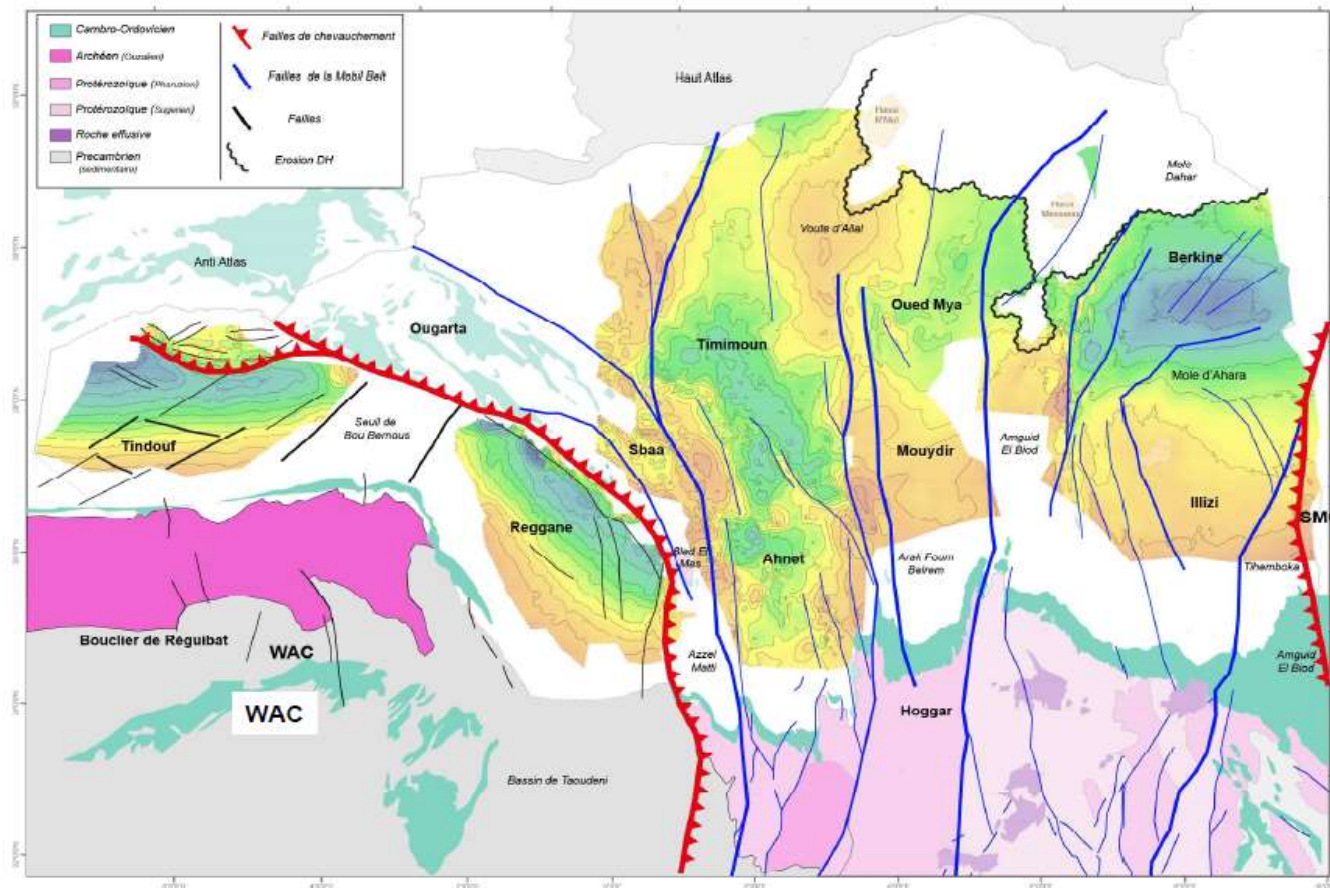 Cambro-Ordovicien
Archéen (Ouzalien)
Protérozoïque (Pharusien)
Protérozoïque (Sugerien)
Roche effusive
Precambrien
(sedimentaire)
Failles de chevauchement
Failles de la Mobil Belt
Failles
Erosion DH
Haut Atlas
Mole
Dahar
Anti Atlas
Voute d'Allal
Berkine
Ougarta
Oued Mya
Timimoun
Mole d'Ahara
Tindouf
Seuil de
Bou Bernous
Sbaa
Mouydir
Amguid
El Biod
Illizi
Reggane
SM
Bled El
Mas
Ahnet
Arak Foum
Belrem
Tihemboka
Bouclier de Réguibat
WAC
Azzel
Matti
Amguid
El Biod
WAC
Hoggar
Bassin de Taoudeni